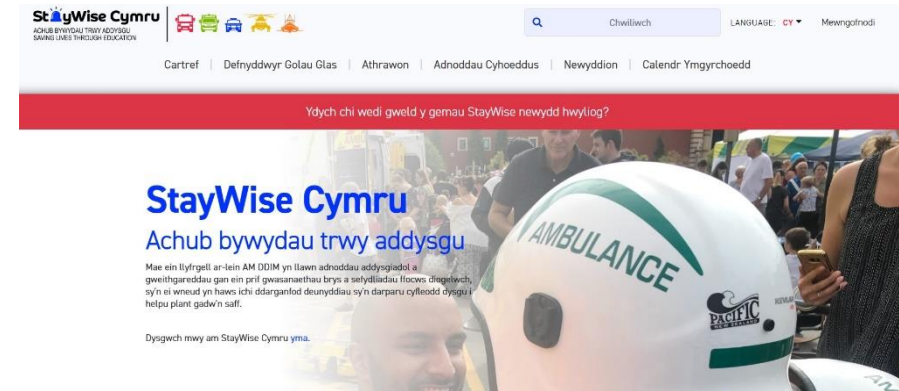 StayWise Cymru
ACHUB BYWYDAU TRWY ADDYSGU
SAVING LIVES THROUGH EDUCATION
Chwiliwch
LANGUAGE: CY
Mewngofnodi
Cartref | Defnyddwyr Golau Glas | Athrawon | Adnoddau Cyhoeddus | Newyddion | Calendr Ymgyrchoedd
Ydych chi wedi gweld y gemau StayWise newydd hwyliog?
StayWise Cymru
Achub bywydau trwy addysgu
Mae ein llyfrgell ar-lein AM DDIM yn llawn adnoddau addysgiadol a
gweithgareddau gan ein prif gwasanaethau brys a sefydliadau ffocws diogelwch,
sy'n ei wneud yn haws ichi ddarganfod deunyddiau sy'n darparu cyfleodd dysgu i
helpu plant gadw'n saff.
Dysgwch mwy am StayWise Cymru yma.
AMBULANCE
PACIFIC
NEW ZEALAND
KEVLAR